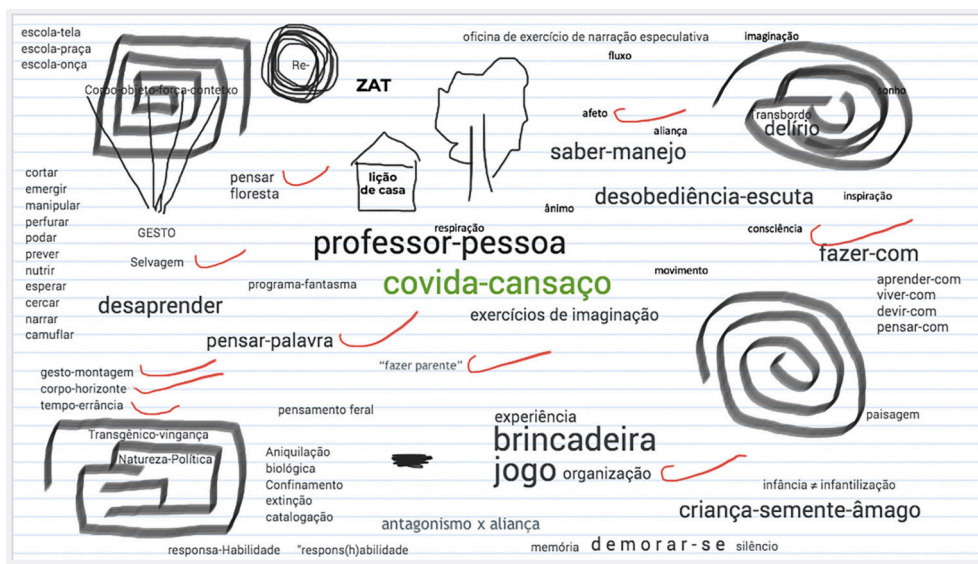 escola-tela
escola-praça
escola-onça
Re-
ZAT
oficina de exercício de narração especulativa
imaginação
fluxo
Corpo-objeto-força-contetxo
sonho
afeto
Transbordo
delírio
aliança
saber-manejo
cortar
emergir
manipular
perfurar
podar
prever
nutrir
esperar
cercar
narrar
camuflar
pensar
floresta
lição
de casa
desobediência-escuta
inspiração
ânimo
GESTO
respiração
professor-pessoa
consciência
fazer-com
Selvagem
programa-fantasma
covida-cansaço
movimento
aprender-com
viver-com
devir-com
pensar-com
desaprender
exercícios de imaginação
pensar-palavra
"fazer parente"
gesto-montagem
corpo-horizonte
tempo-errância
pensamento feral
experiência
brincadeira
jogo organização
paisagem
Transgênico-vingança
Natureza-Política
Aniquilação
biológica
Confinamento
extinção
catalogação
infância ≠ infantilização
criança-semente-âmago
antagonismo x aliança
responsa-Habilidade "respons(h)abilidade
memória demorar-se silêncio